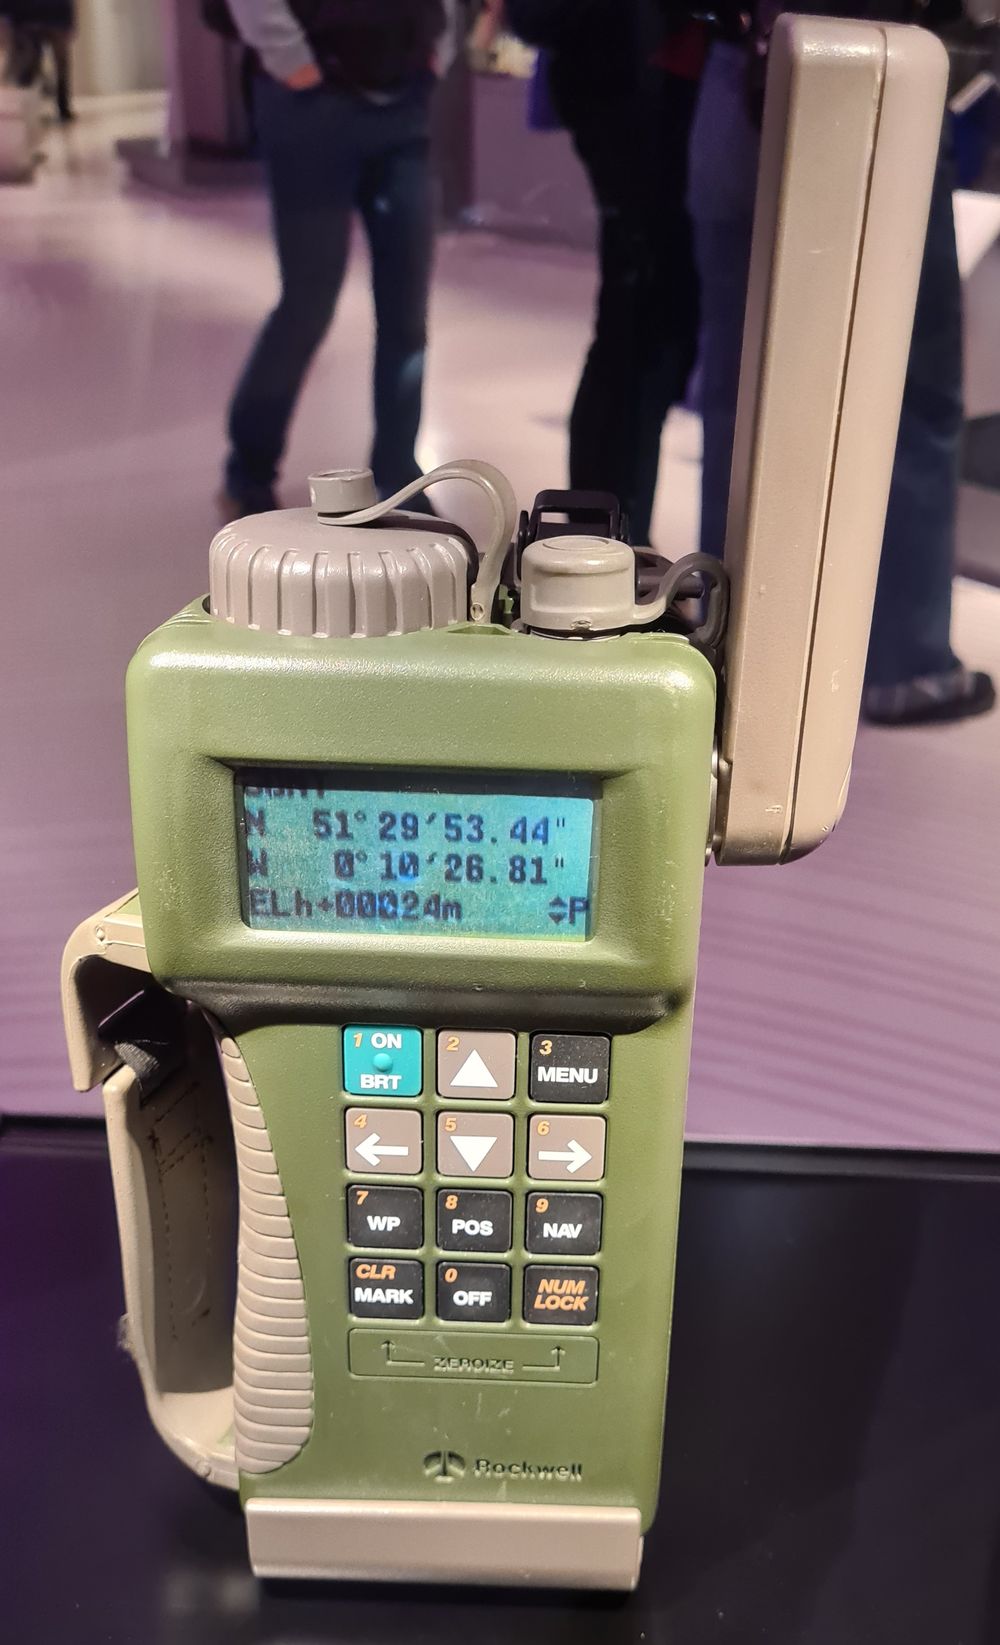 N 51°29′53.44"
W 0°10′26.81"
ELh+00024m P
1 ON BRT
2
3 MENU
4
5
6
7 WP
8 POS
9 NAV
CLR MARK
0 OFF
NUM LOCK
ZEROIZE
Rockwell